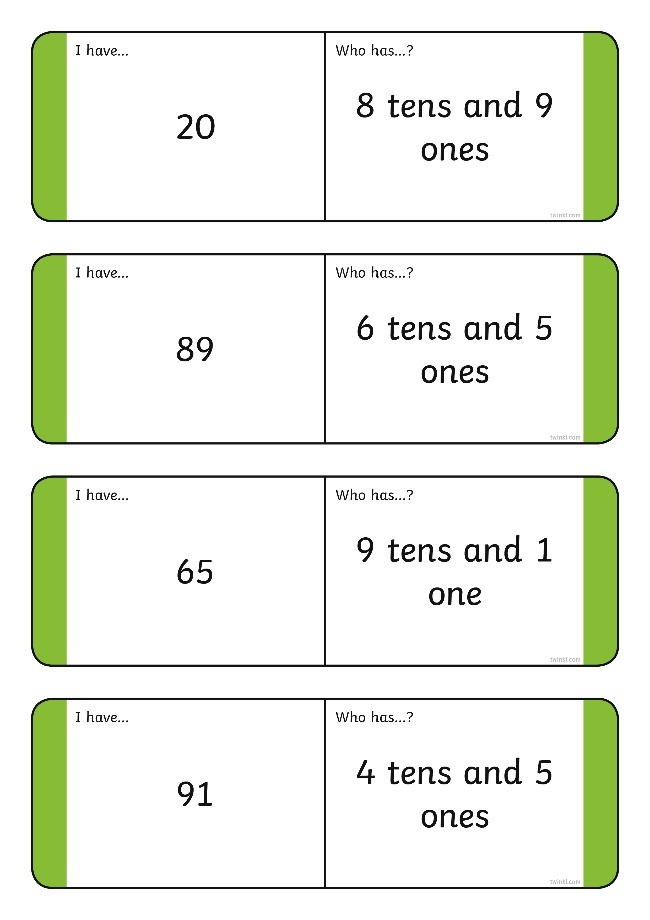 I have...
Who has...?
20
8 tens and 9
ones
twinkl.com
I have...
Who has...?
89
6 tens and 5
ones
twinkl.com
I have...
Who has...?
65
9 tens and 1
one
twinkl.com
I have...
Who has...?
91
4 tens and 5
ones
twinkl.com